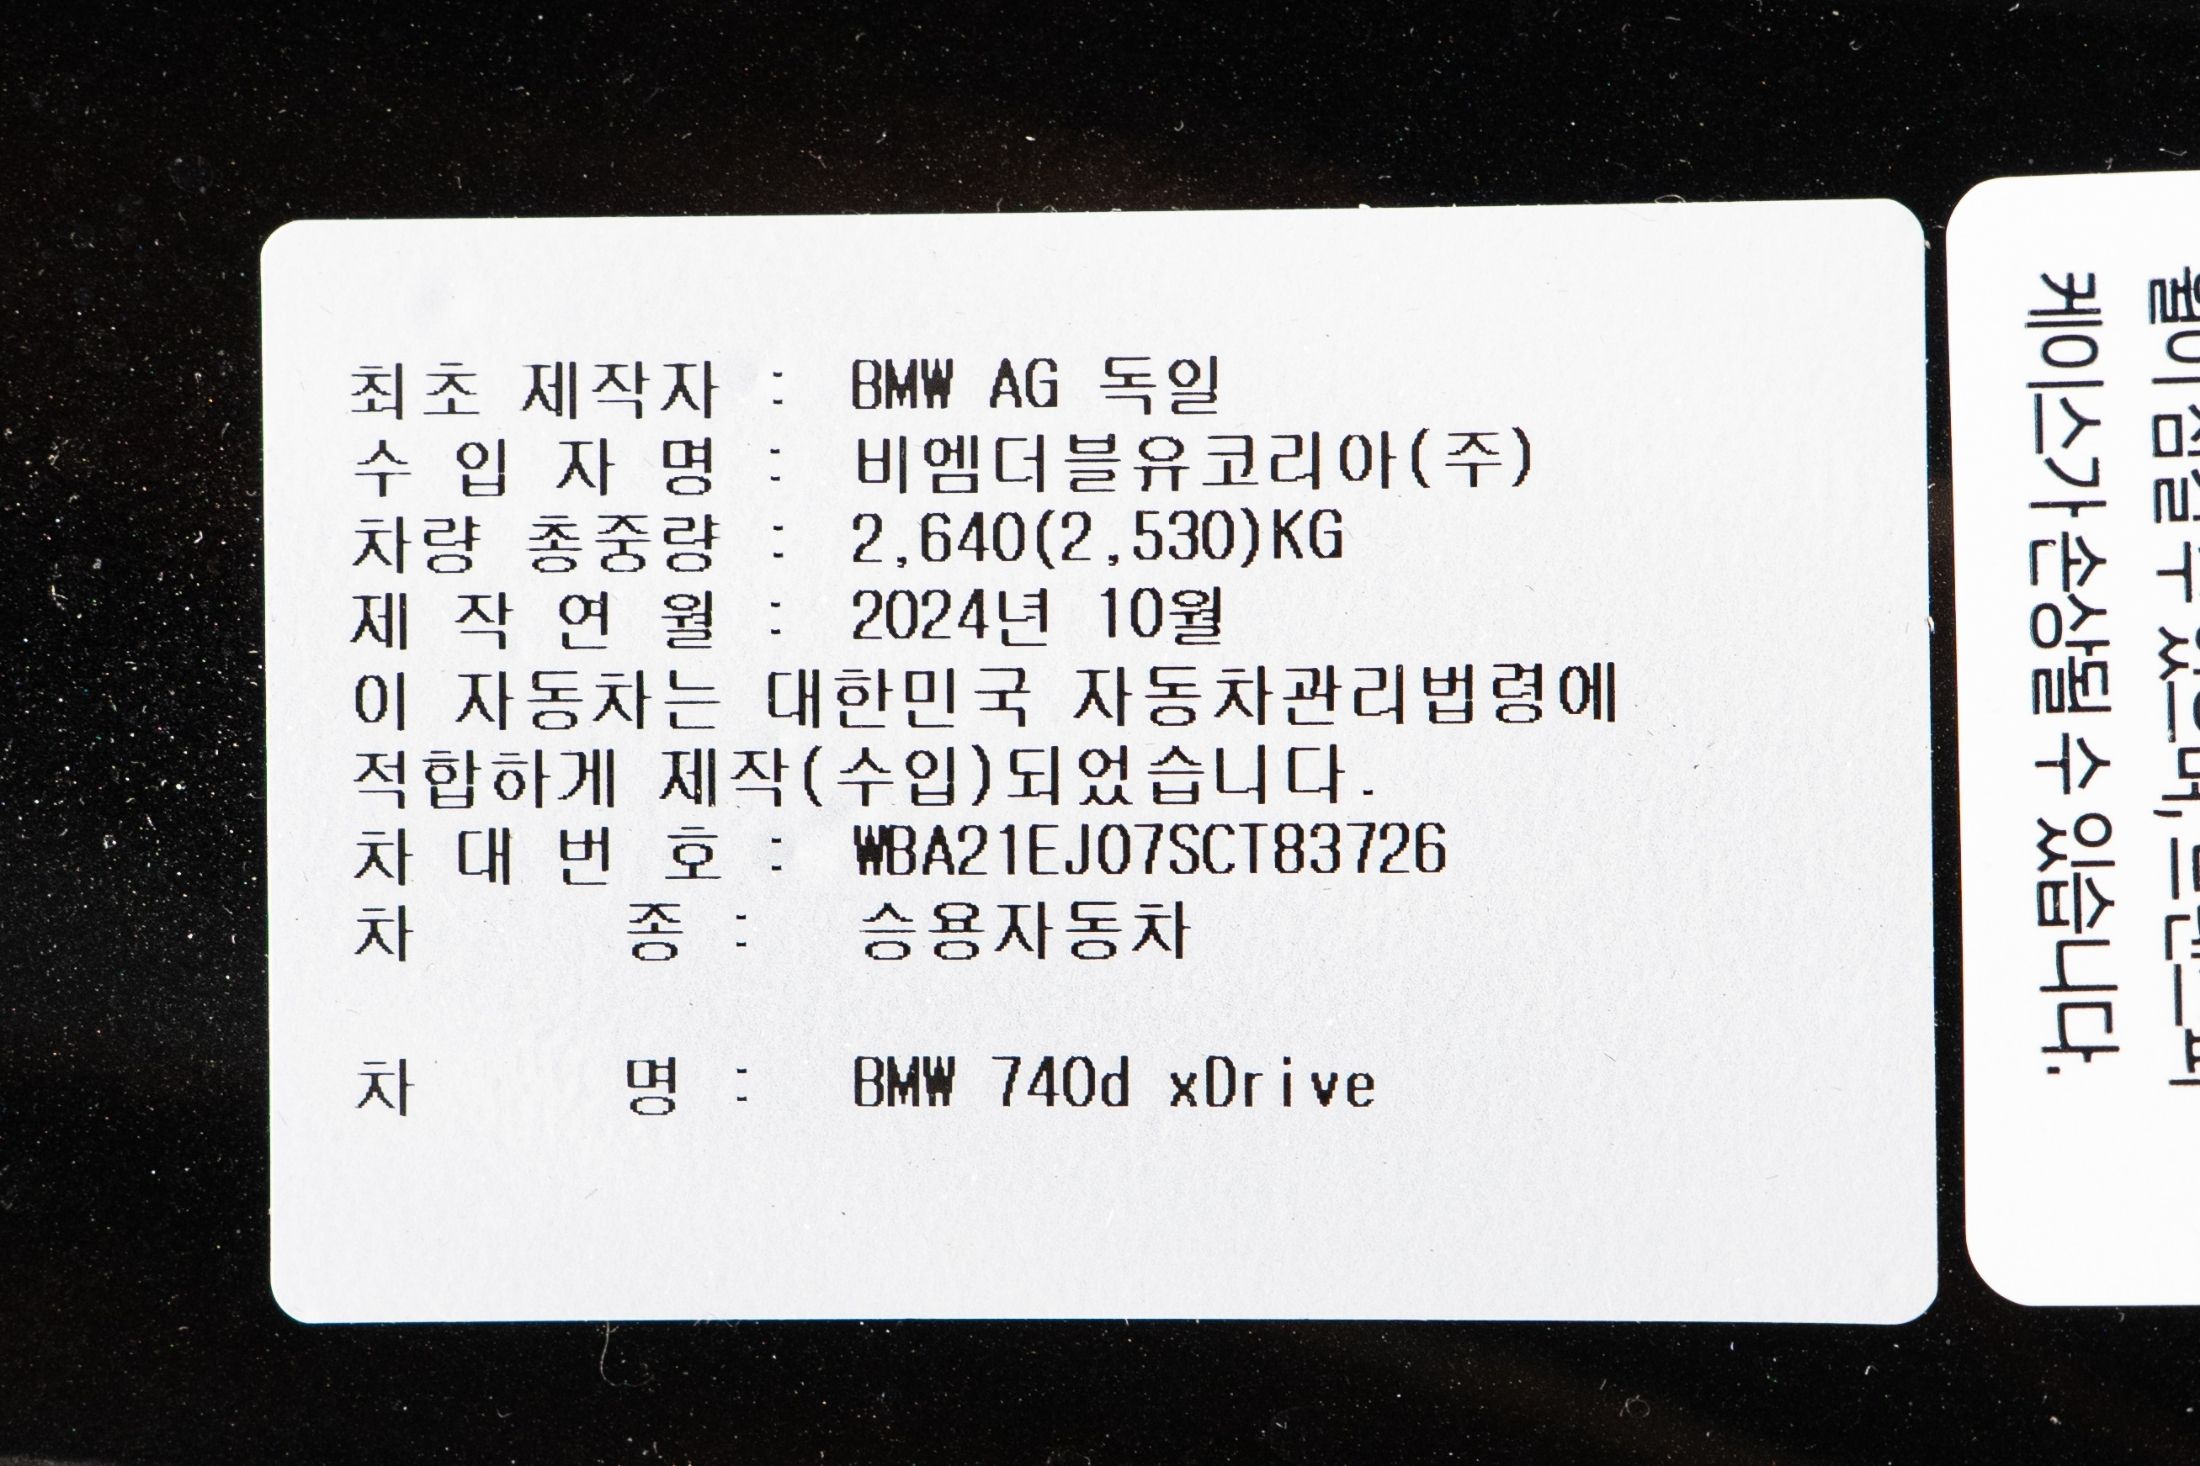 최초 제작자 : BMW AG 독일
수 입 자 명 : 비엠더블유코리아(주)
차량 총중량 : 2,640(2,530)KG
제 작 연 월 : 2024년 10월
이 자동차는 대한민국 자동차관리법령에
적합하게 제작(수입)되었습니다.
차 대 번 호 : WBA21EJ07SCT83726
차 종 : 승용자동차
차 명 : BMW 740d xDrive
케이스가 손상될 수 있습니다.